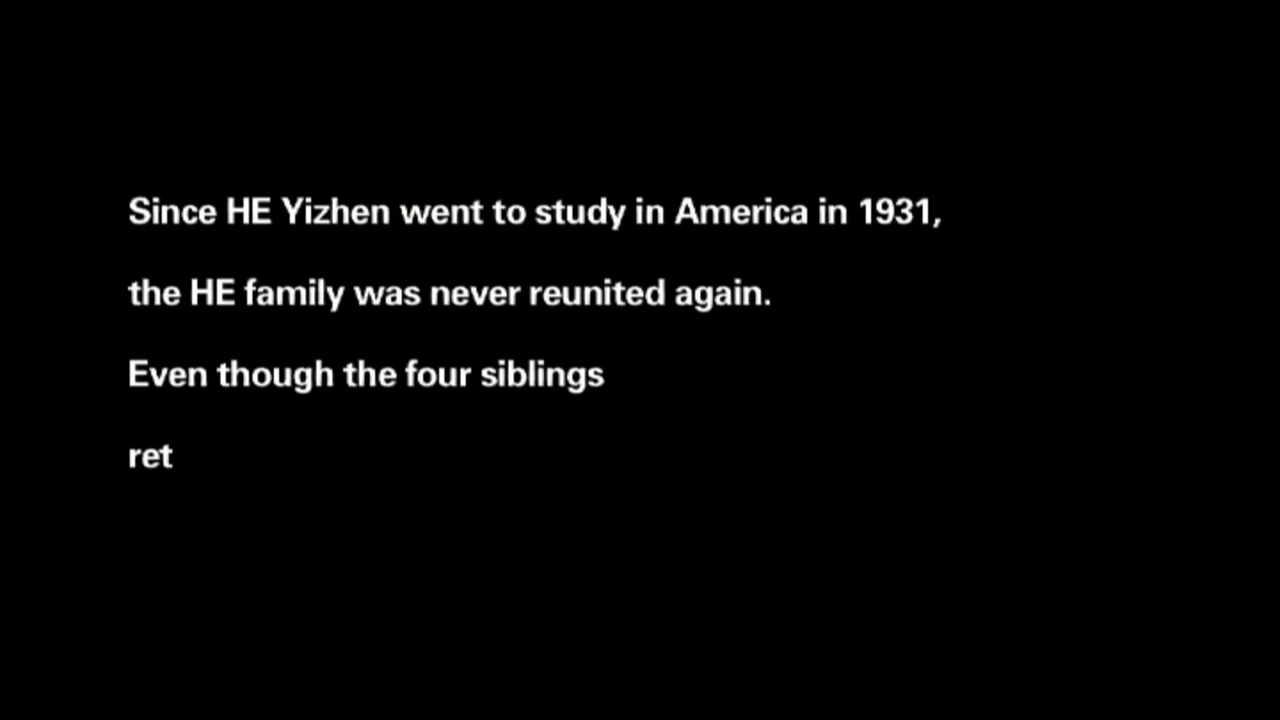 Since HE Yizhen went to study in America in 1931,
the HE family was never reunited again.
Even though the four siblings
ret